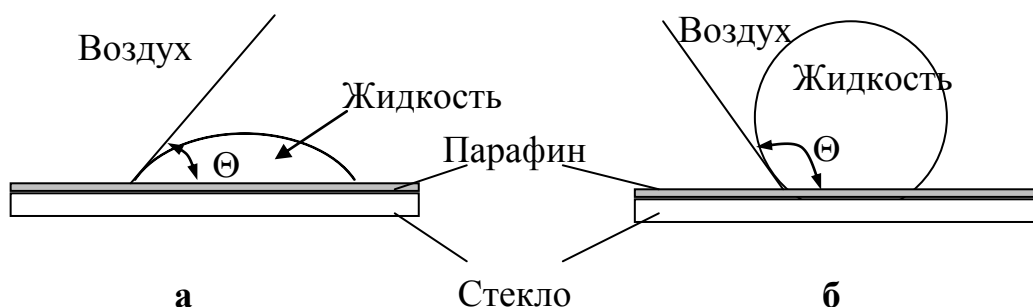 Воздух
Жидкость
Θ
Воздух
Жидкость
Θ
Парафин
Стекло
а
б